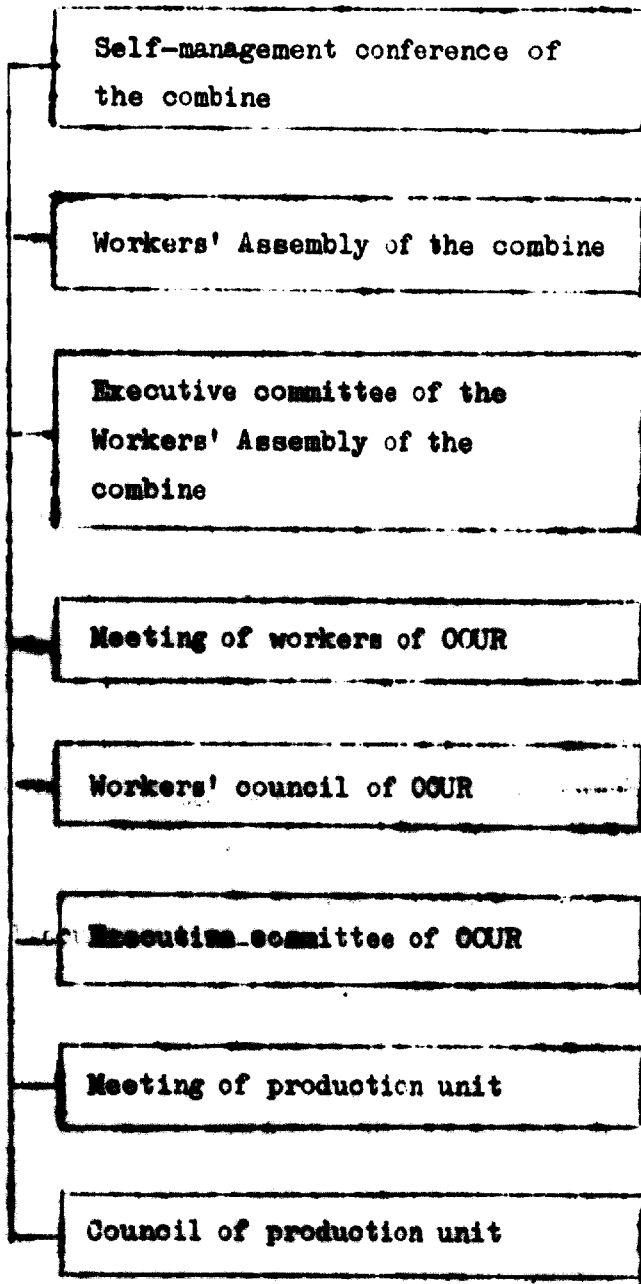 Self-management conference of
the combine
Workers' Assembly of the combine
Executive committee of the
Workers' Assembly of the
combine
Meeting of workers of OOUR
Workers' council of OOUR
Executive committee of OOUR
Meeting of production unit
Council of production unit